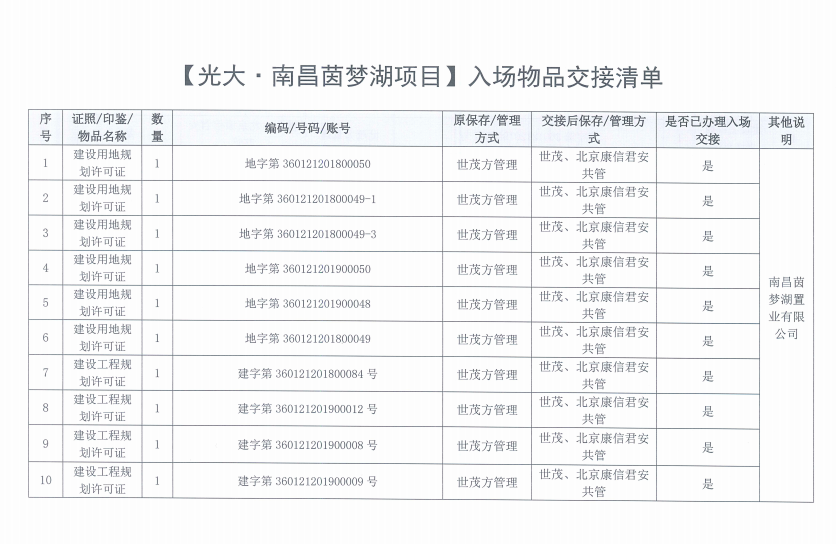 【光大·南昌茵梦湖项目】入场物品交接清单
序号 证照/印鉴/物品名称 数量 编码/号码/账号 原保存/管理方式 交接后保存/管理方式 是否已办理入场交接 其他说明
1 建设用地规划许可证 1 地字第 360121201800050 世茂方管理 世茂、北京康信君安共管 是 南昌茵梦湖置业有限公司
2 建设用地规划许可证 1 地字第 360121201800049-1 世茂方管理 世茂、北京康信君安共管 是
3 建设用地规划许可证 1 地字第 360121201800049-3 世茂方管理 世茂、北京康信君安共管 是
4 建设用地规划许可证 1 地字第 360121201900050 世茂方管理 世茂、北京康信君安共管 是
5 建设用地规划许可证 1 地字第 360121201900048 世茂方管理 世茂、北京康信君安共管 是
6 建设用地规划许可证 1 地字第 360121201800049 世茂方管理 世茂、北京康信君安共管 是
7 建设工程规划许可证 1 建字第 360121201800084 号 世茂方管理 世茂、北京康信君安共管 是
8 建设工程规划许可证 1 建字第 360121201900012 号 世茂方管理 世茂、北京康信君安共管 是
9 建设工程规划许可证 1 建字第 360121201900008 号 世茂方管理 世茂、北京康信君安共管 是
10 建设工程规划许可证 1 建字第 360121201900009 号 世茂方管理 世茂、北京康信君安共管 是